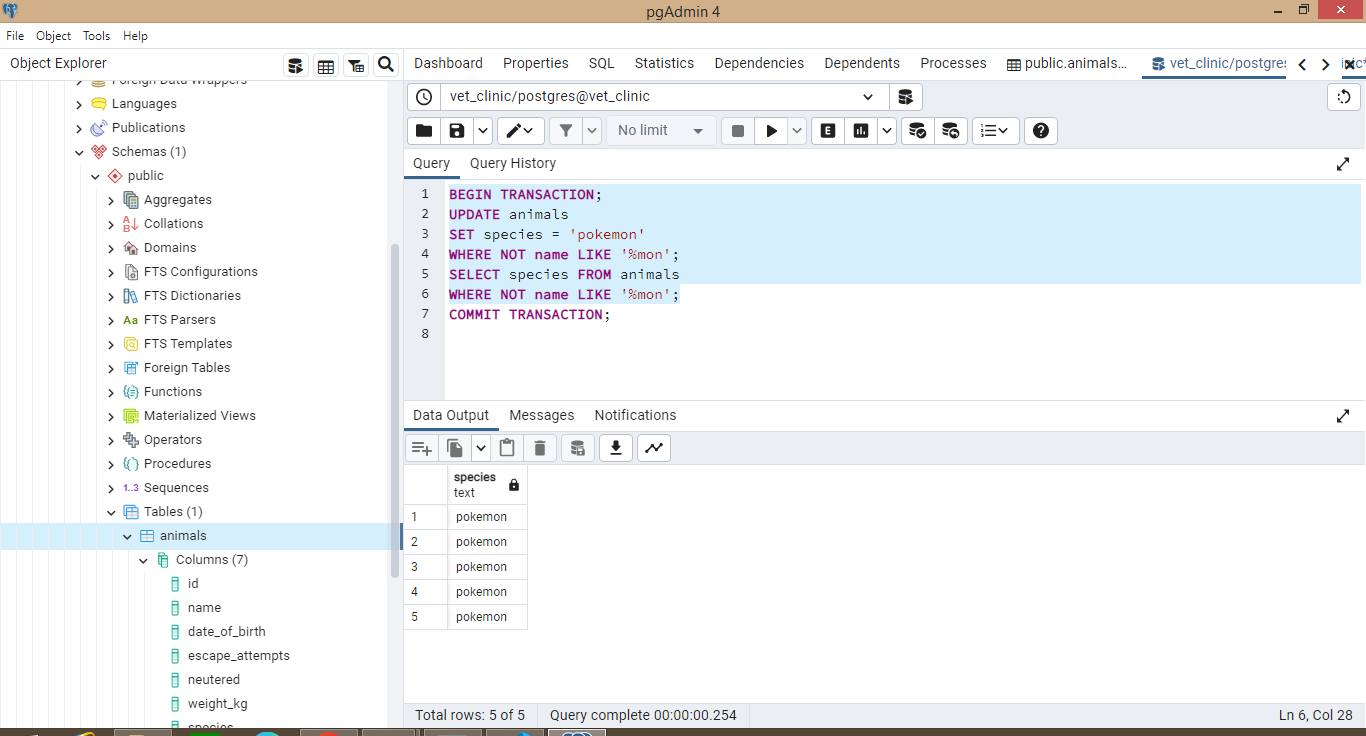 pgAdmin 4
File Object Tools Help
Object Explorer
Dashboard Properties SQL Statistics Dependencies Dependents Processes public.animals... vet_clinic/postgres
Foreign Data Wrappers
Languages
Publications
Schemas (1)
public
Aggregates
Collations
Domains
FTS Configurations
FTS Dictionaries
Aa FTS Parsers
FTS Templates
Foreign Tables
Functions
Materialized Views
Operators
Procedures
1..3 Sequences
Tables (1)
animals
Columns (7)
id
name
date_of_birth
escape_attempts
neutered
weight_kg
species
vet_clinic/postgres@vet_clinic
No limit
Query Query History
1 BEGIN TRANSACTION;
2 UPDATE animals
3 SET species = 'pokemon'
4 WHERE NOT name LIKE '%mon';
5 SELECT species FROM animals
6 WHERE NOT name LIKE '%mon';
7 COMMIT TRANSACTION;
8
Data Output Messages Notifications
species
text
1 pokemon
2 pokemon
3 pokemon
4 pokemon
5 pokemon
Total rows: 5 of 5 Query complete 00:00:00.254 Ln 6, Col 28